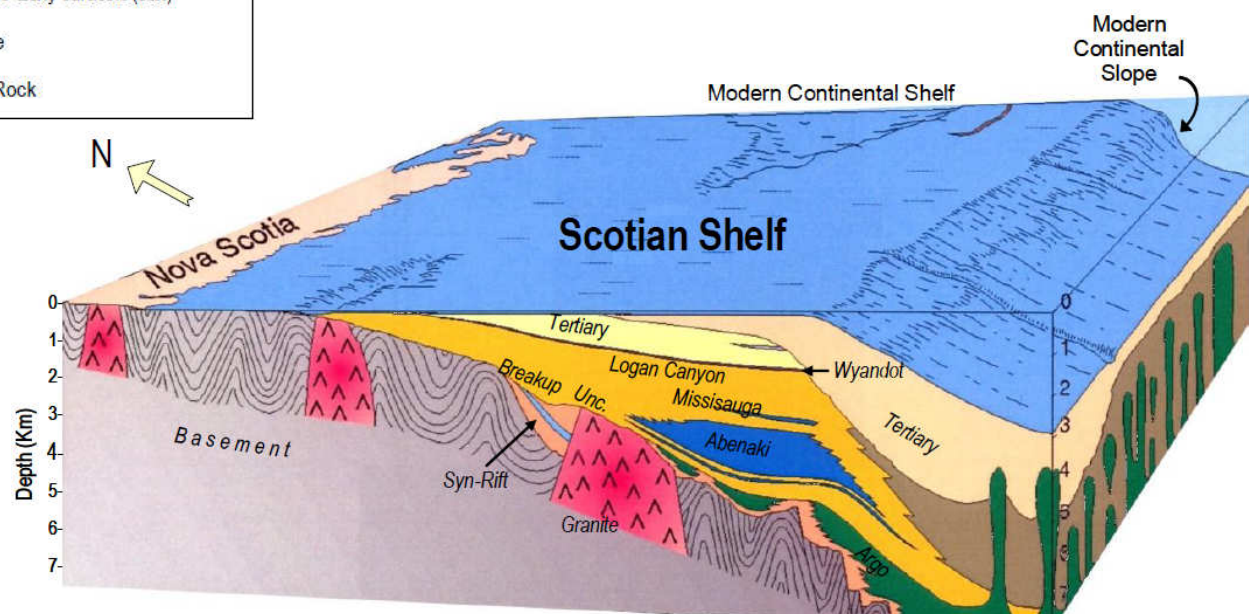 e
Rock
N
Modern
Continental
Slope
Modern Continental Shelf
Nova Scotia
Scotian Shelf
0
1
2
3
4
5
6
7
Depth (Km)
Basement
Tertiary
Logan Canyon
Wyandot
Breakup Unc.
Missisauga
Abenaki
Tertiary
Syn-Rift
Granite
Argo
0
1
2
3
4
5
6
7